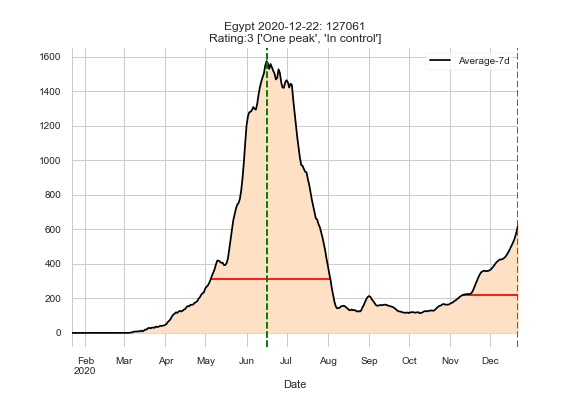 Egypt 2020-12-22: 127061
Rating:3 ['One peak', 'In control']
Average-7d
1600
1400
1200
1000
800
600
400
200
0
Feb Mar Apr May Jun Jul Aug Sep Oct Nov Dec
2020
Date